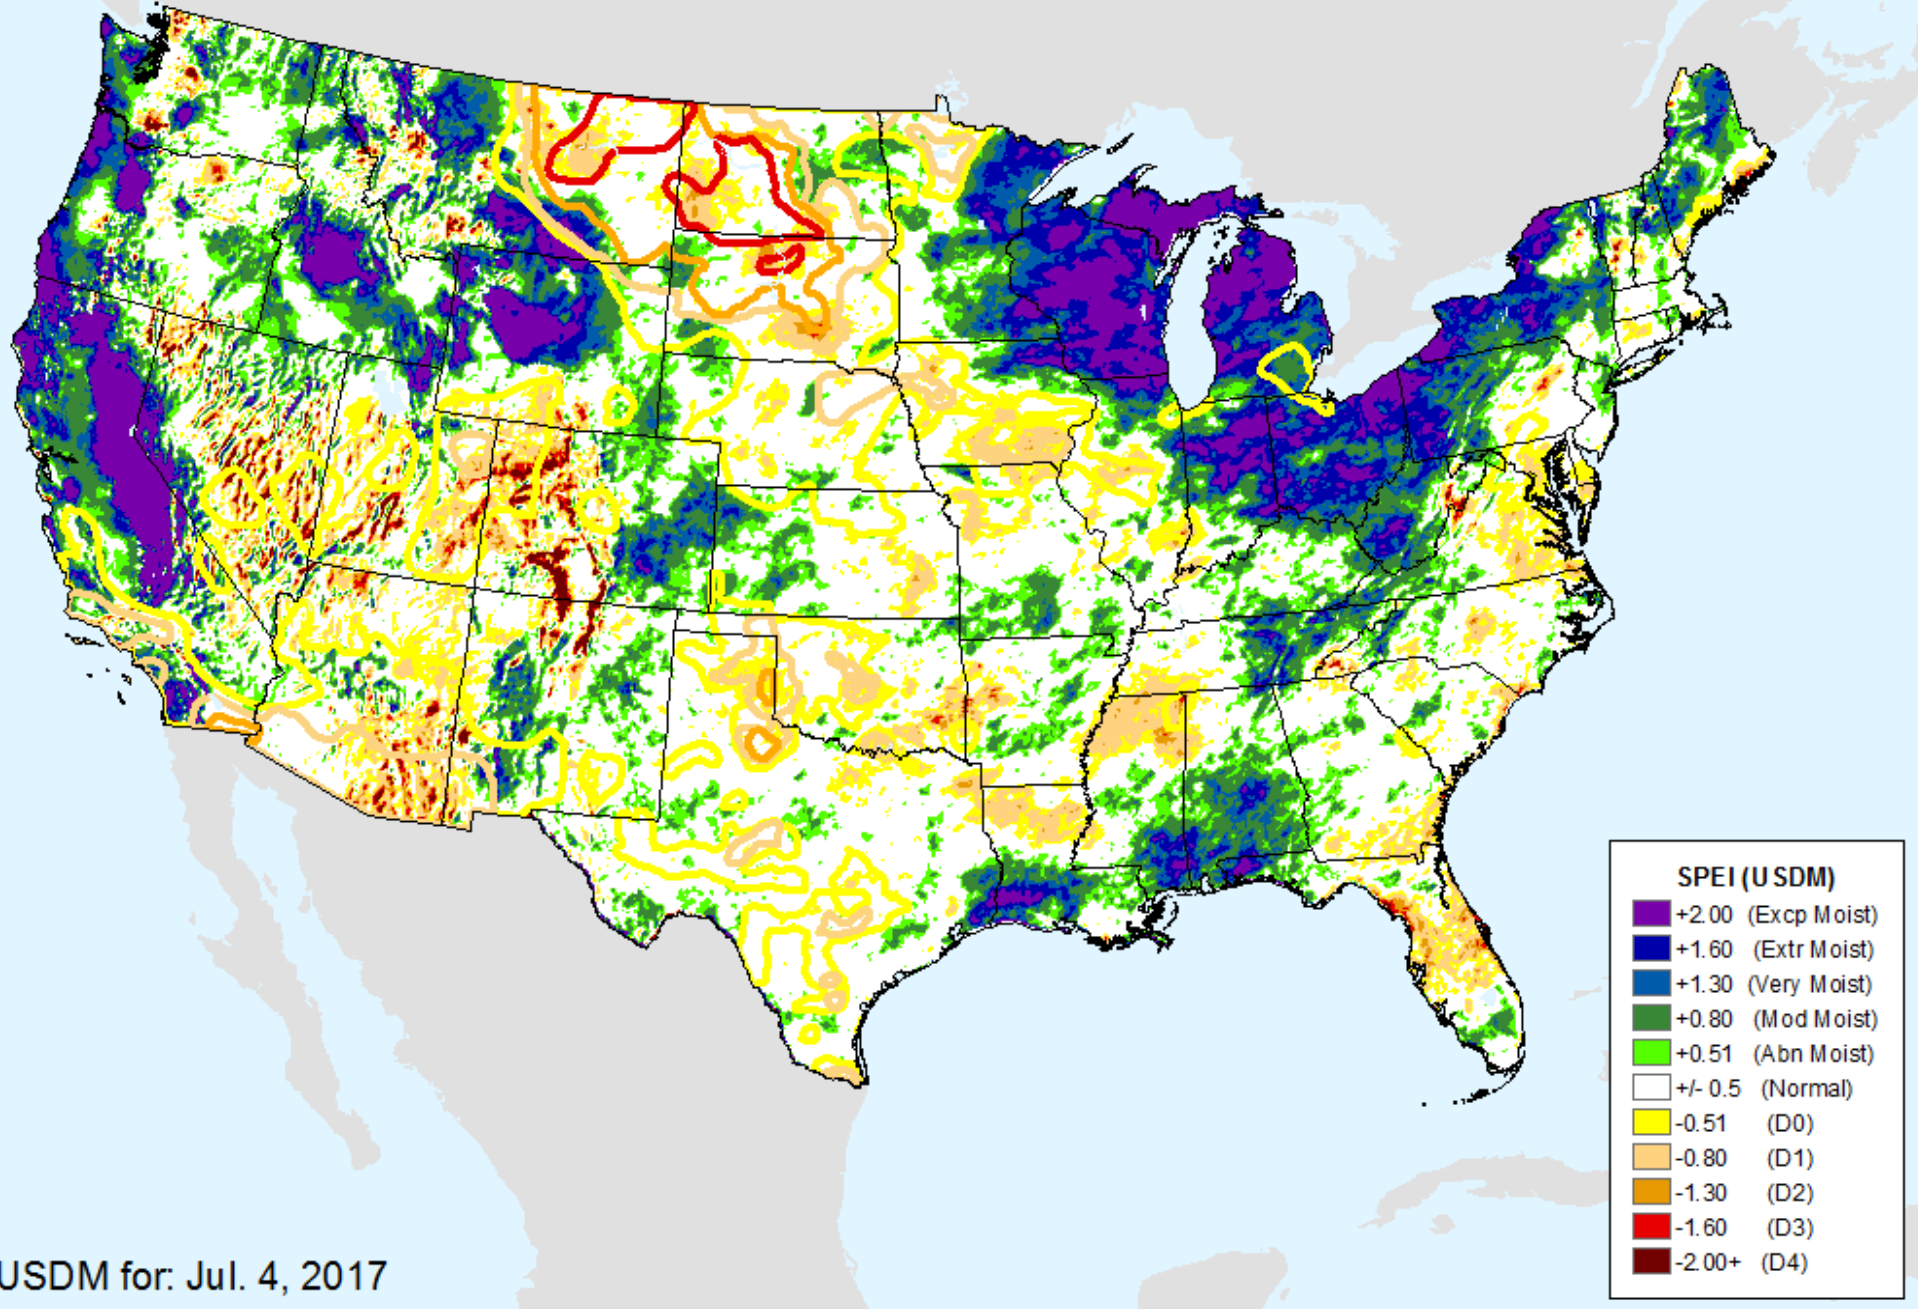 SPEI (USDM)
+2.00 (Excp Moist)
+1.60 (Extr Moist)
+1.30 (Very Moist)
+0.80 (Mod Moist)
+0.51 (Abn Moist)
+/- 0.5 (Normal)
-0.51 (D0)
-0.80 (D1)
-1.30 (D2)
-1.60 (D3)
-2.00+ (D4)
USDM for: Jul. 4, 2017